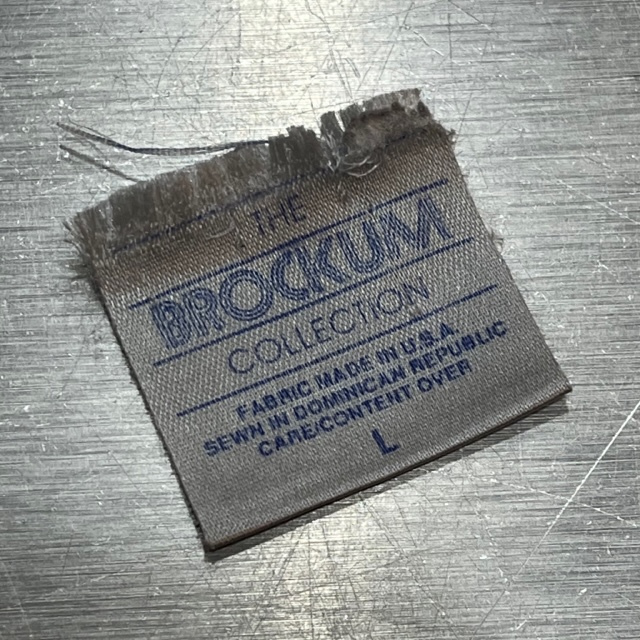 THE
BROCKUM
COLLECTION
FABRIC MADE IN U.S.A.
SEWN IN DOMINICAN REPUBLIC
CARE/CONTENT OVER
L